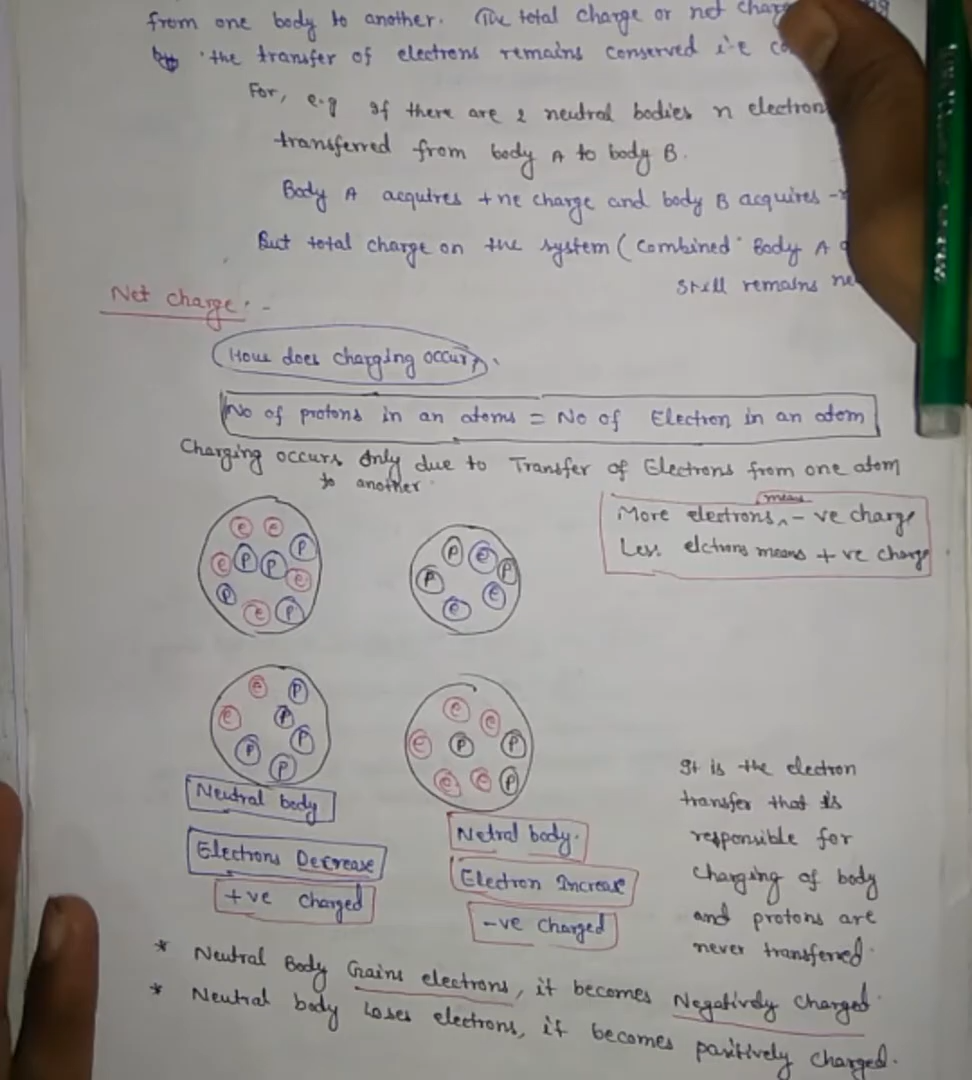 from one body to another. The total charge or net
by the transfer of electrons remains conserved i.e
For, e.g If there are 2 neutral bodies n electron
transferred from body A to body B.
Body A acquires +ne charge and body B acquires -
But total charge on the system (Combined Body A
still remains ne
Net charge: -
How does charging occurs.
No of protons in an atoms = No of Electron in an atom
Charging occurs only due to Transfer of Electrons from one atom
to another.
More electrons means - ve charge
Less elctrons means + ve charge
e e P
e P P e
P e P
P e P
P e
e
e P
e P
P P
P
e e
e P P
e e P
Neutral body
Netral body.
Electrons Decrease
Electron Increase
+ve charged
-ve charged
It is the electron
transfer that is
responsible for
charging of body
and protons are
never transferred.
* Neutral Body Gains electrons, it becomes Negatively Charged.
* Neutral body Loses electrons, it becomes charged.